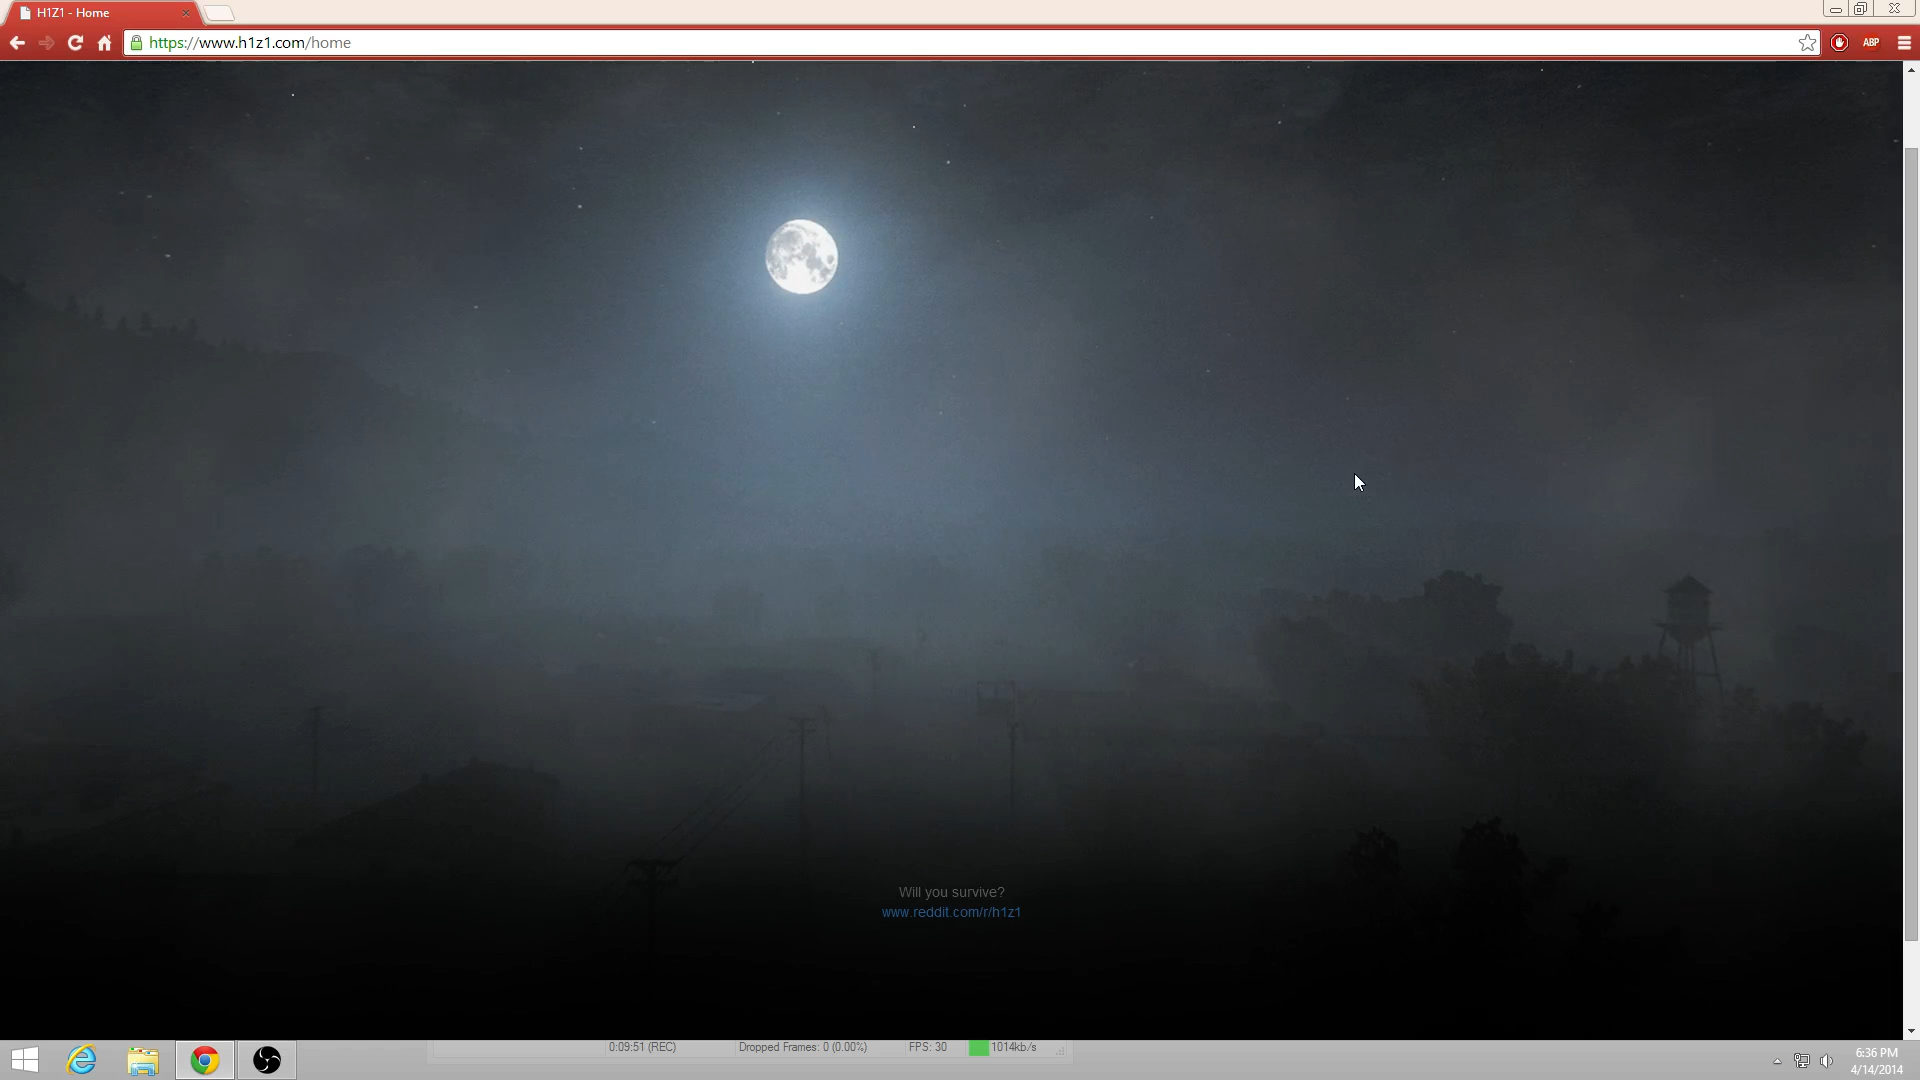 H1Z1 - Home
https://www.h1z1.com/home
ABP
Will you survive?
www.reddit.com/r/h1z1
0:09:51 (REC)
Dropped Frames: 0 (0.00%)
FPS: 30
1014kb/s
6:36 PM
4/14/2014